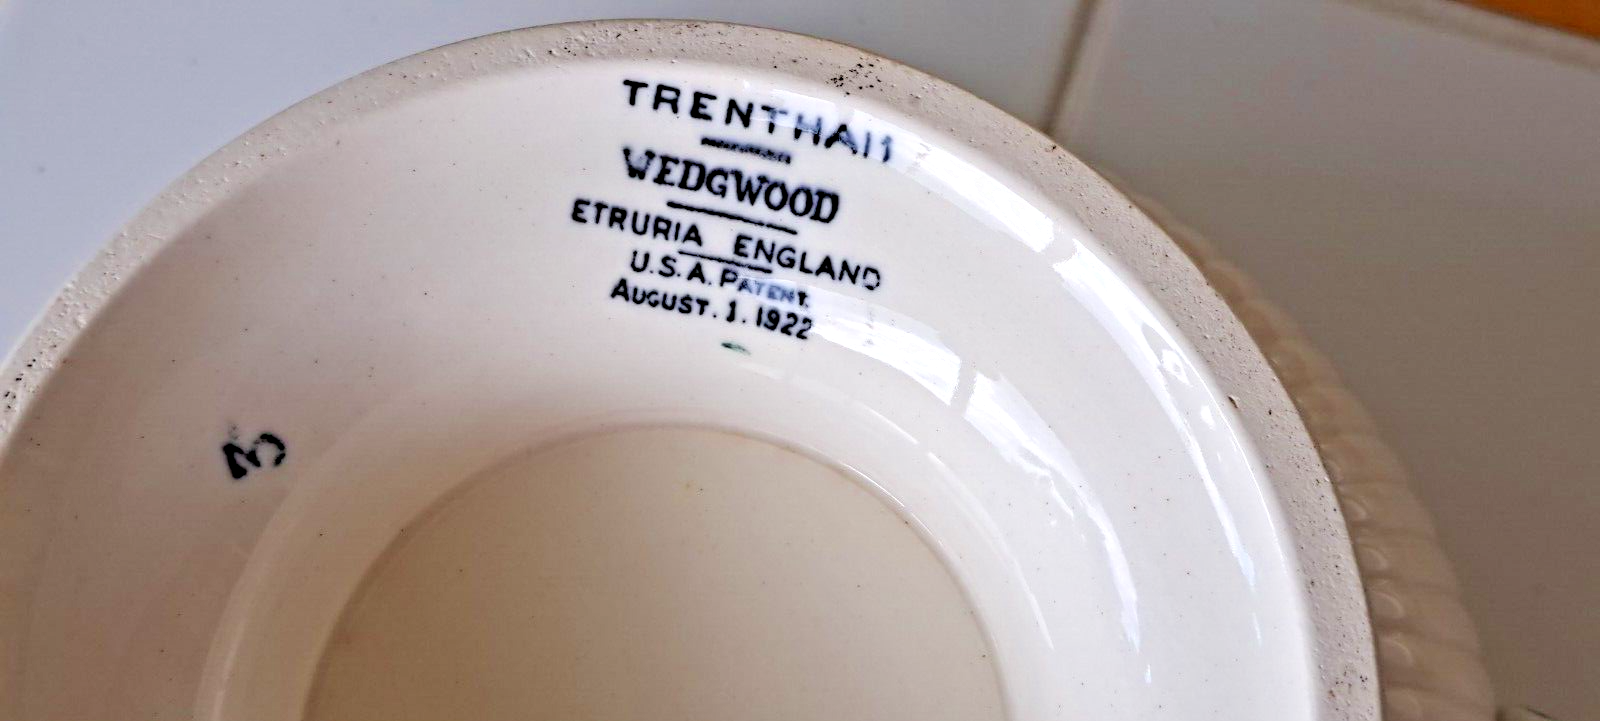 TRENTHAM
WEDGWOOD
ETRURIA ENGLAND
U.S.A. PATENT.
AUGUST. 1. 1922
3